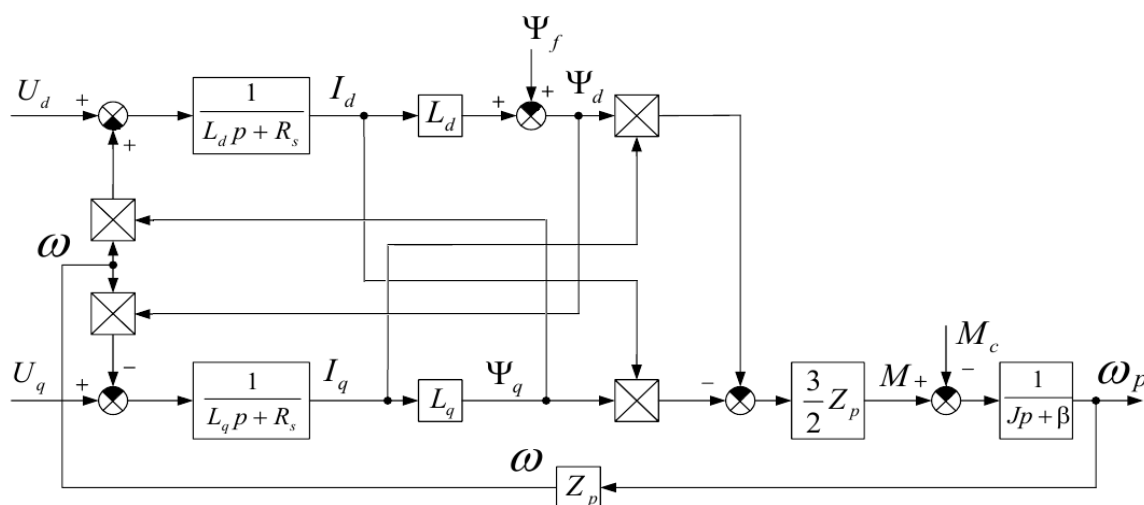 Ψ_f
U_d + 1 / (L_d p + R_s) I_d L_d + + Ψ_d
+
ω
−
U_q + 1 / (L_q p + R_s) I_q L_q Ψ_q − 3/2 Z_p M + − M_c 1 / (Jp + β) ω_p
ω Z_p